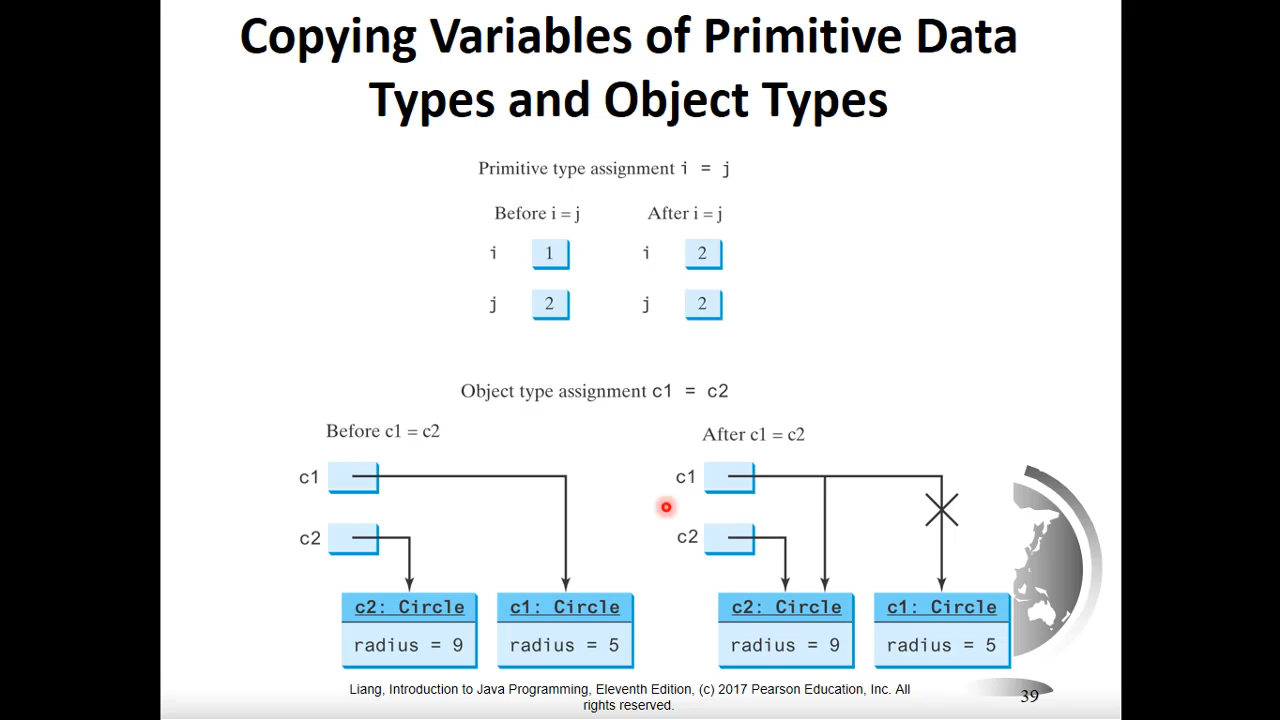 Copying Variables of Primitive Data
Types and Object Types
Primitive type assignment i = j
Before i = j
After i = j
i 1
i 2
j 2
j 2
Object type assignment c1 = c2
Before c1 = c2
After c1 = c2
c1
c1
c2
c2
c2: Circle
radius = 9
c1: Circle
radius = 5
c2: Circle
radius = 9
c1: Circle
radius = 5
Liang, Introduction to Java Programming, Eleventh Edition, (c) 2017 Pearson Education, Inc. All
rights reserved.
39